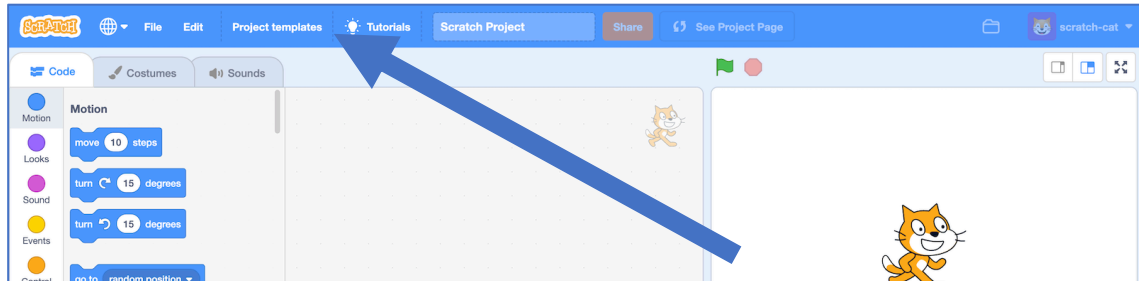 SCRATCH File Edit Project templates Tutorials Scratch Project Share See Project Page scratch-cat
Code Costumes Sounds
Motion
Looks
Sound
Events
Control
Motion
move 10 steps
turn 15 degrees
turn 15 degrees
go to random position